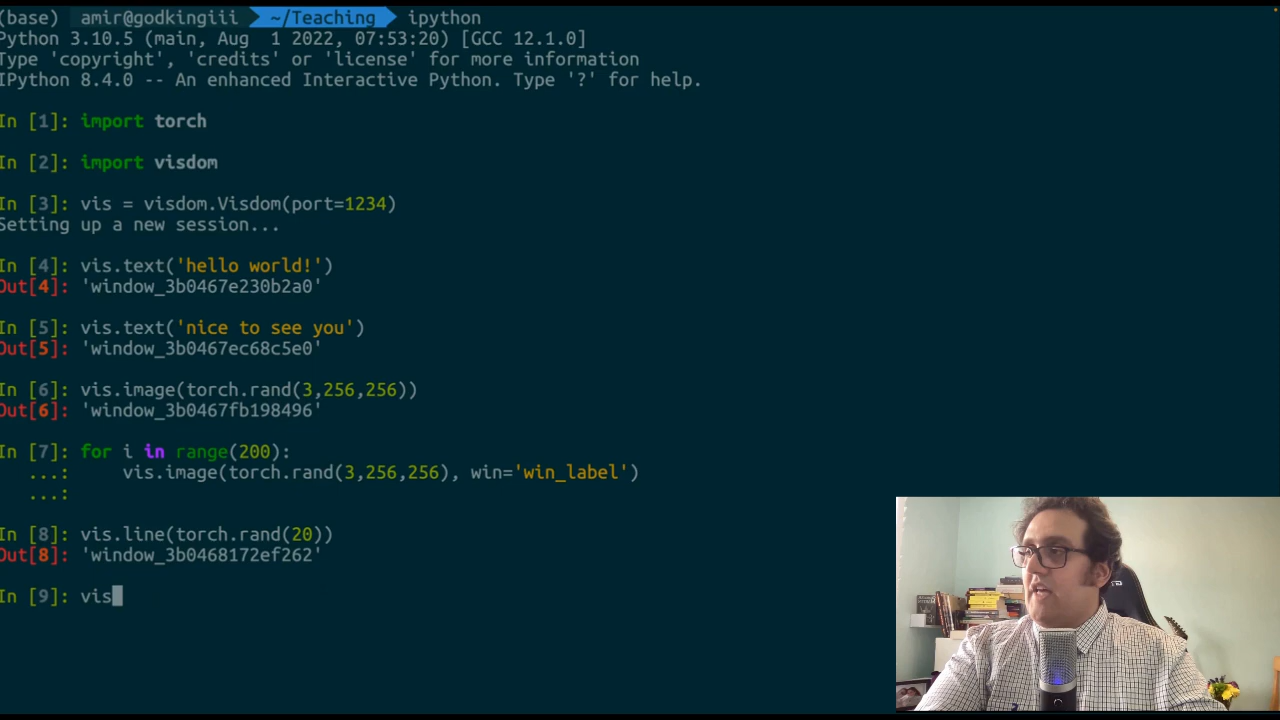 (base) amir@godkingiii ~/Teaching ipython
Python 3.10.5 (main, Aug  1 2022, 07:53:20) [GCC 12.1.0]
Type 'copyright', 'credits' or 'license' for more information
IPython 8.4.0 -- An enhanced Interactive Python. Type '?' for help.
In [1]: import torch
In [2]: import visdom
In [3]: vis = visdom.Visdom(port=1234)
Setting up a new session...
In [4]: vis.text('hello world!')
Out[4]: 'window_3b0467e230b2a0'
In [5]: vis.text('nice to see you')
Out[5]: 'window_3b0467ec68c5e0'
In [6]: vis.image(torch.rand(3,256,256))
Out[6]: 'window_3b0467fb198496'
In [7]: for i in range(200):
...:     vis.image(torch.rand(3,256,256), win='win_label')
...:
In [8]: vis.line(torch.rand(20))
Out[8]: 'window_3b0468172ef262'
In [9]: vis